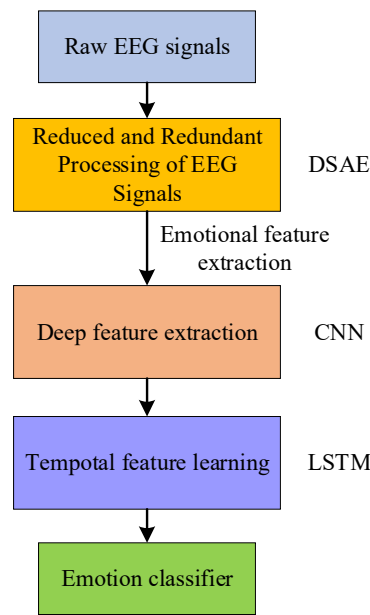 Raw EEG signals
Reduced and Redundant
Processing of EEG
Signals
DSAE
Emotional feature
extraction
Deep feature extraction
CNN
Tempotal feature learning
LSTM
Emotion classifier